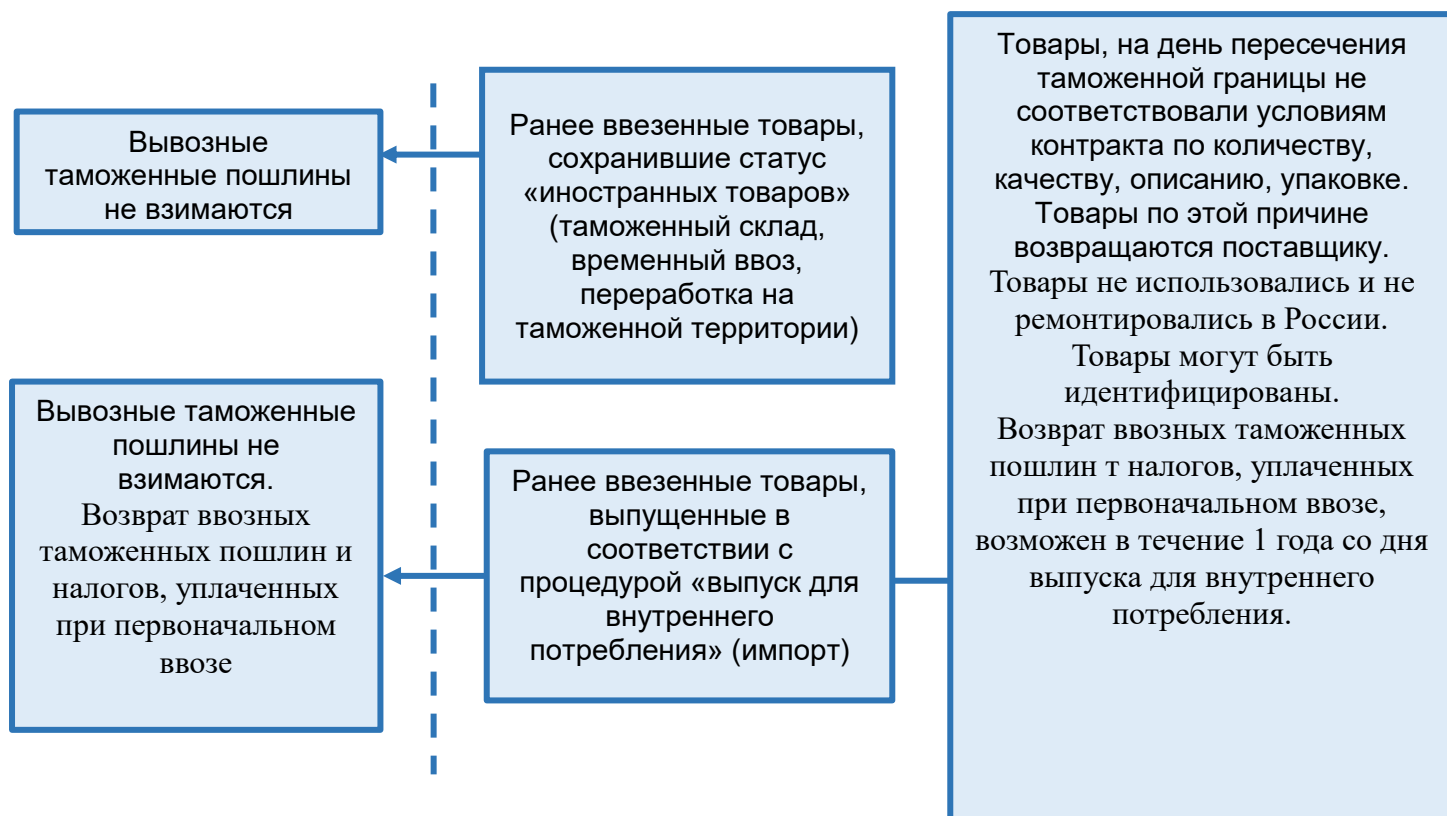 Вывозные
таможенные пошлины
не взимаются
Ранее ввезенные товары,
сохранившие статус
«иностранных товаров»
(таможенный склад,
временный ввоз,
переработка на
таможенной территории)
Вывозные таможенные
пошлины не
взимаются.
Возврат ввозных
таможенных пошлин и
налогов, уплаченных
при первоначальном
ввозе
Ранее ввезенные товары,
выпущенные в
соответствии с
процедурой «выпуск для
внутреннего
потребления» (импорт)
Товары, на день пересечения
таможенной границы не
соответствовали условиям
контракта по количеству,
качеству, описанию, упаковке.
Товары по этой причине
возвращаются поставщику.
Товары не использовались и не
ремонтировались в России.
Товары могут быть
идентифицированы.
Возврат ввозных таможенных
пошлин т налогов, уплаченных
при первоначальном ввозе,
возможен в течение 1 года со дня
выпуска для внутреннего
потребления.